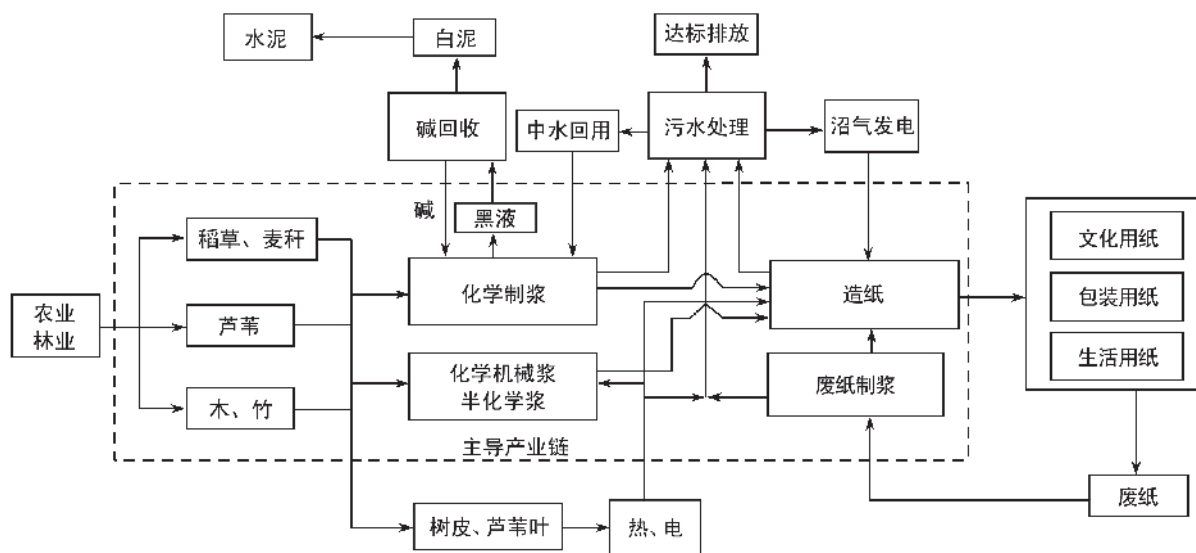 水泥
白泥
达标排放
碱回收
中水回用
污水处理
沼气发电
碱
黑液
稻草、麦秆
化学制浆
造纸
文化用纸
包装用纸
生活用纸
农业
林业
芦苇
木、竹
化学机械浆
半化学浆
废纸制浆
主导产业链
树皮、芦苇叶
热、电
废纸